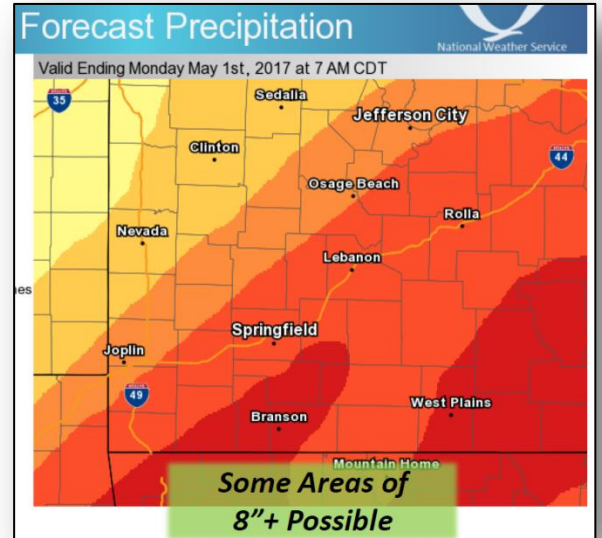 Forecast Precipitation
National Weather Service
Valid Ending Monday May 1st, 2017 at 7 AM CDT
35
Sedalia
Jefferson City
Clinton
44
Osage Beach
Rolla
Nevada
Lebanon
Springfield
Joplin
49
Branson
West Plains
Mountain Home
Some Areas of
8”+ Possible